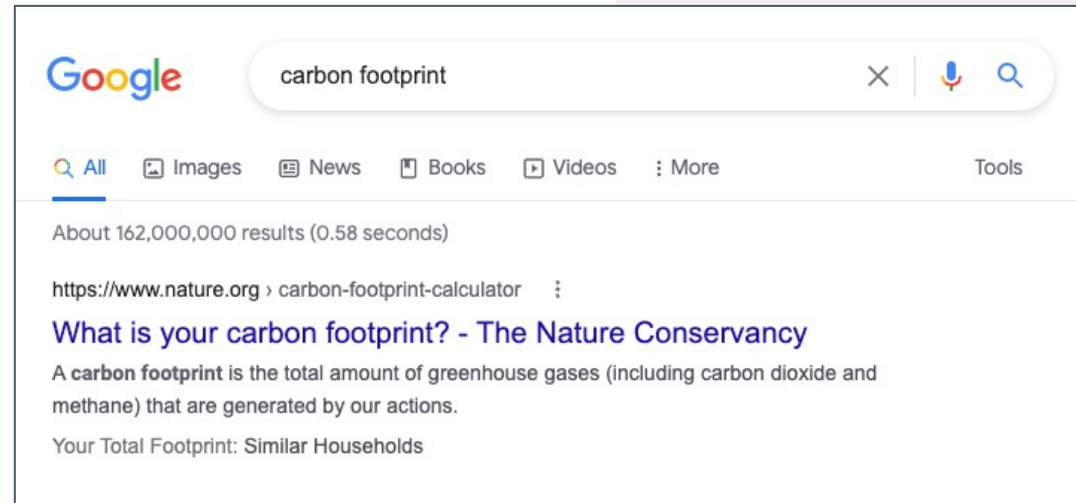 Google carbon footprint
All Images News Books Videos More Tools
About 162,000,000 results (0.58 seconds)
https://www.nature.org › carbon-footprint-calculator
What is your carbon footprint? - The Nature Conservancy
A carbon footprint is the total amount of greenhouse gases (including carbon dioxide and
methane) that are generated by our actions.
Your Total Footprint: Similar Households